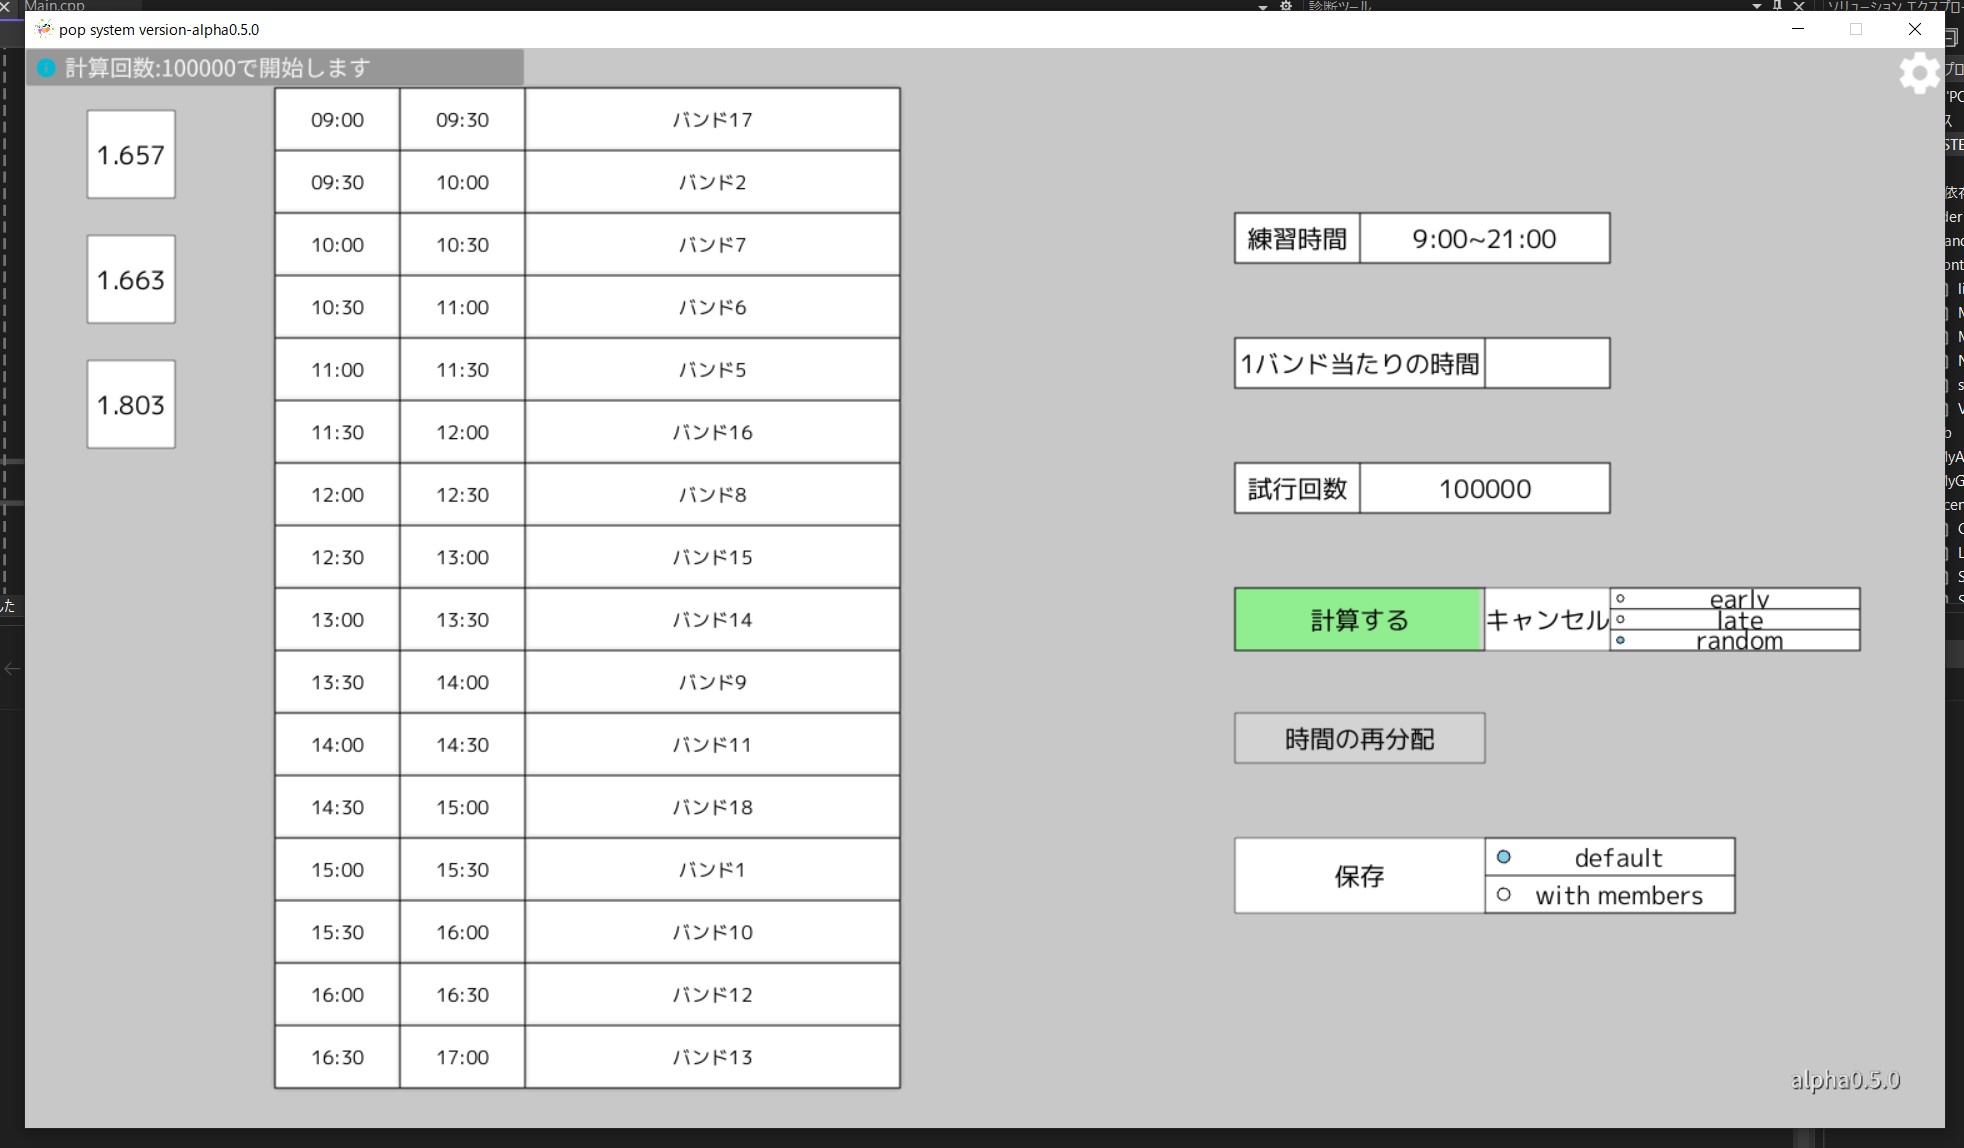 Main.cpp
診断ツール
pop system version-alpha0.5.0
計算回数:100000で開始します
1.657
1.663
1.803
09:00 09:30 バンド17
09:30 10:00 バンド2
10:00 10:30 バンド7
10:30 11:00 バンド6
11:00 11:30 バンド5
11:30 12:00 バンド16
12:00 12:30 バンド8
12:30 13:00 バンド15
13:00 13:30 バンド14
13:30 14:00 バンド9
14:00 14:30 バンド11
14:30 15:00 バンド18
15:00 15:30 バンド1
15:30 16:00 バンド10
16:00 16:30 バンド12
16:30 17:00 バンド13
練習時間 9:00~21:00
1バンド当たりの時間
試行回数 100000
計算する キャンセル
early
late
random
時間の再分配
保存
default
with members
alpha0.5.0